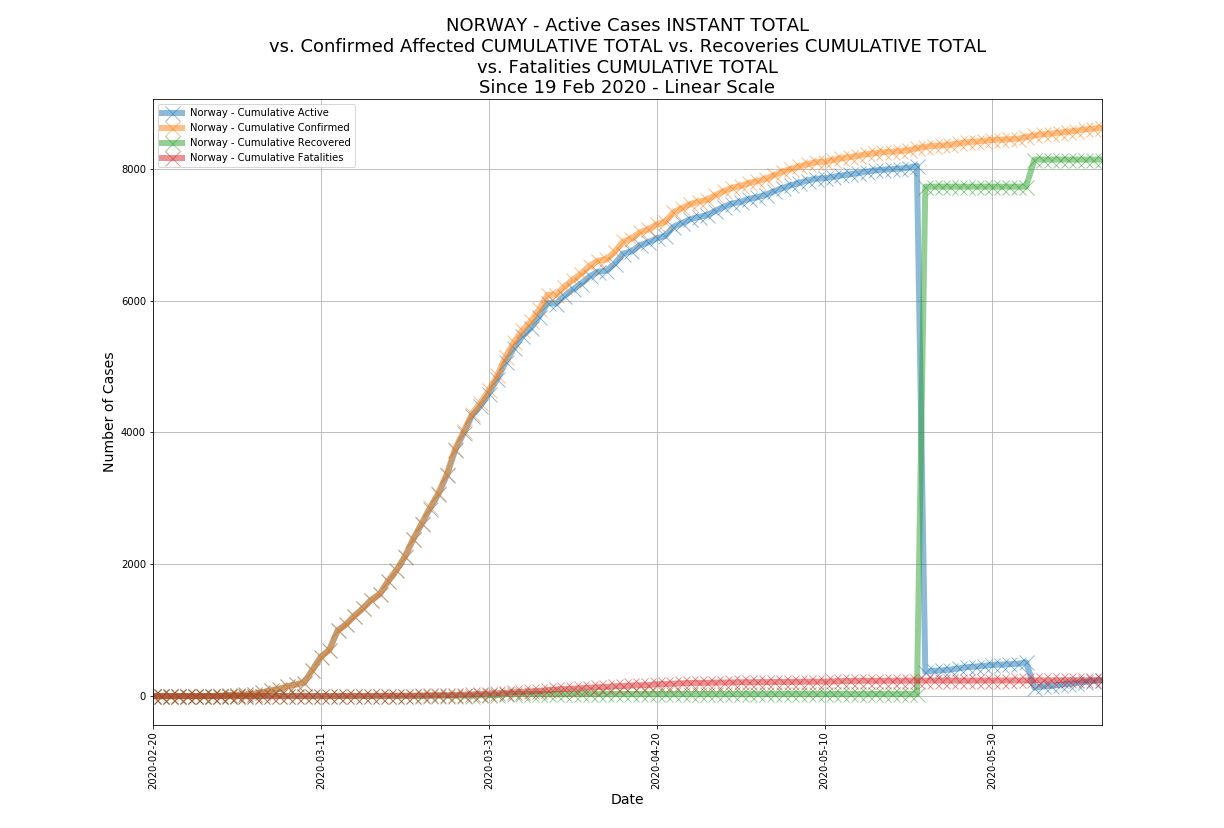 NORWAY - Active Cases INSTANT TOTAL
vs. Confirmed Affected CUMULATIVE TOTAL vs. Recoveries CUMULATIVE TOTAL
vs. Fatalities CUMULATIVE TOTAL
Since 19 Feb 2020 - Linear Scale
Norway - Cumulative Active
Norway - Cumulative Confirmed
Norway - Cumulative Recovered
Norway - Cumulative Fatalities
8000
6000
4000
2000
0
Number of Cases
2020-02-20
2020-03-11
2020-03-31
2020-04-20
2020-05-10
2020-05-30
Date